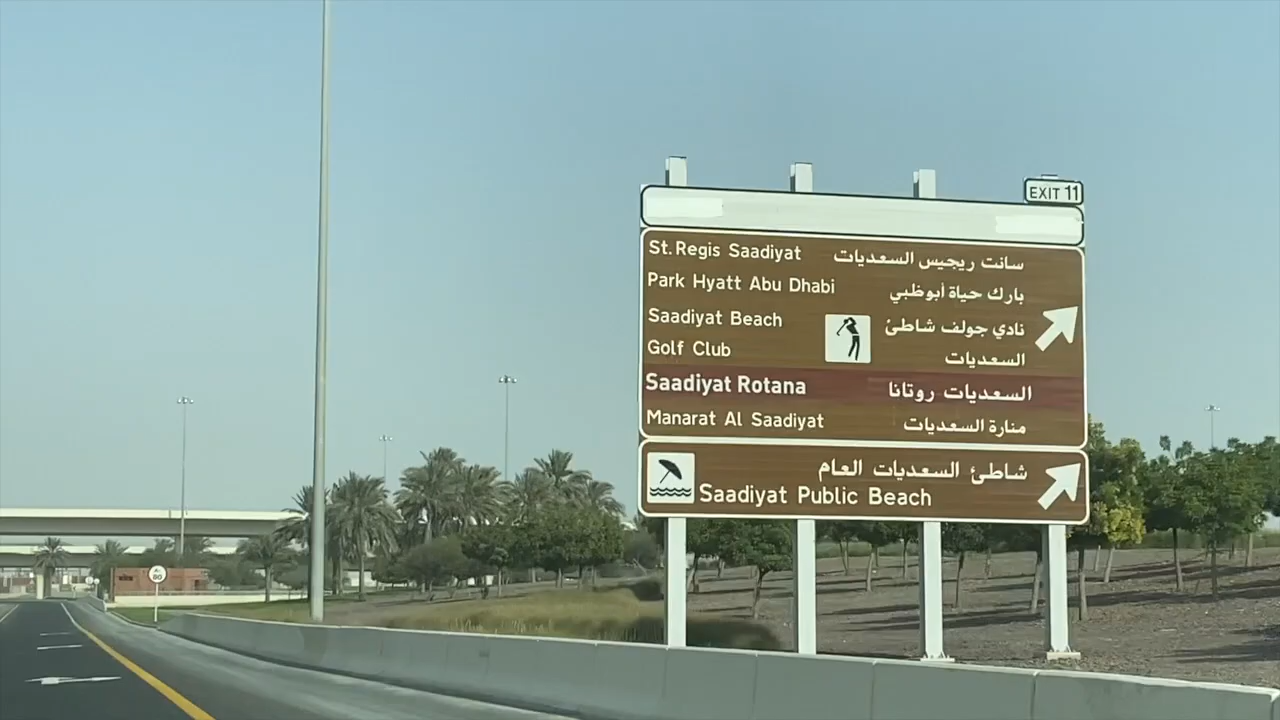 EXIT 11
St. Regis Saadiyat سانت ريجيس السعديات
Park Hyatt Abu Dhabi بارك حياة أبوظبي
Saadiyat Beach نادي جولف شاطئ
Golf Club السعديات
Saadiyat Rotana السعديات روتانا
Manarat Al Saadiyat منارة السعديات
شاطئ السعديات العام
Saadiyat Public Beach
80